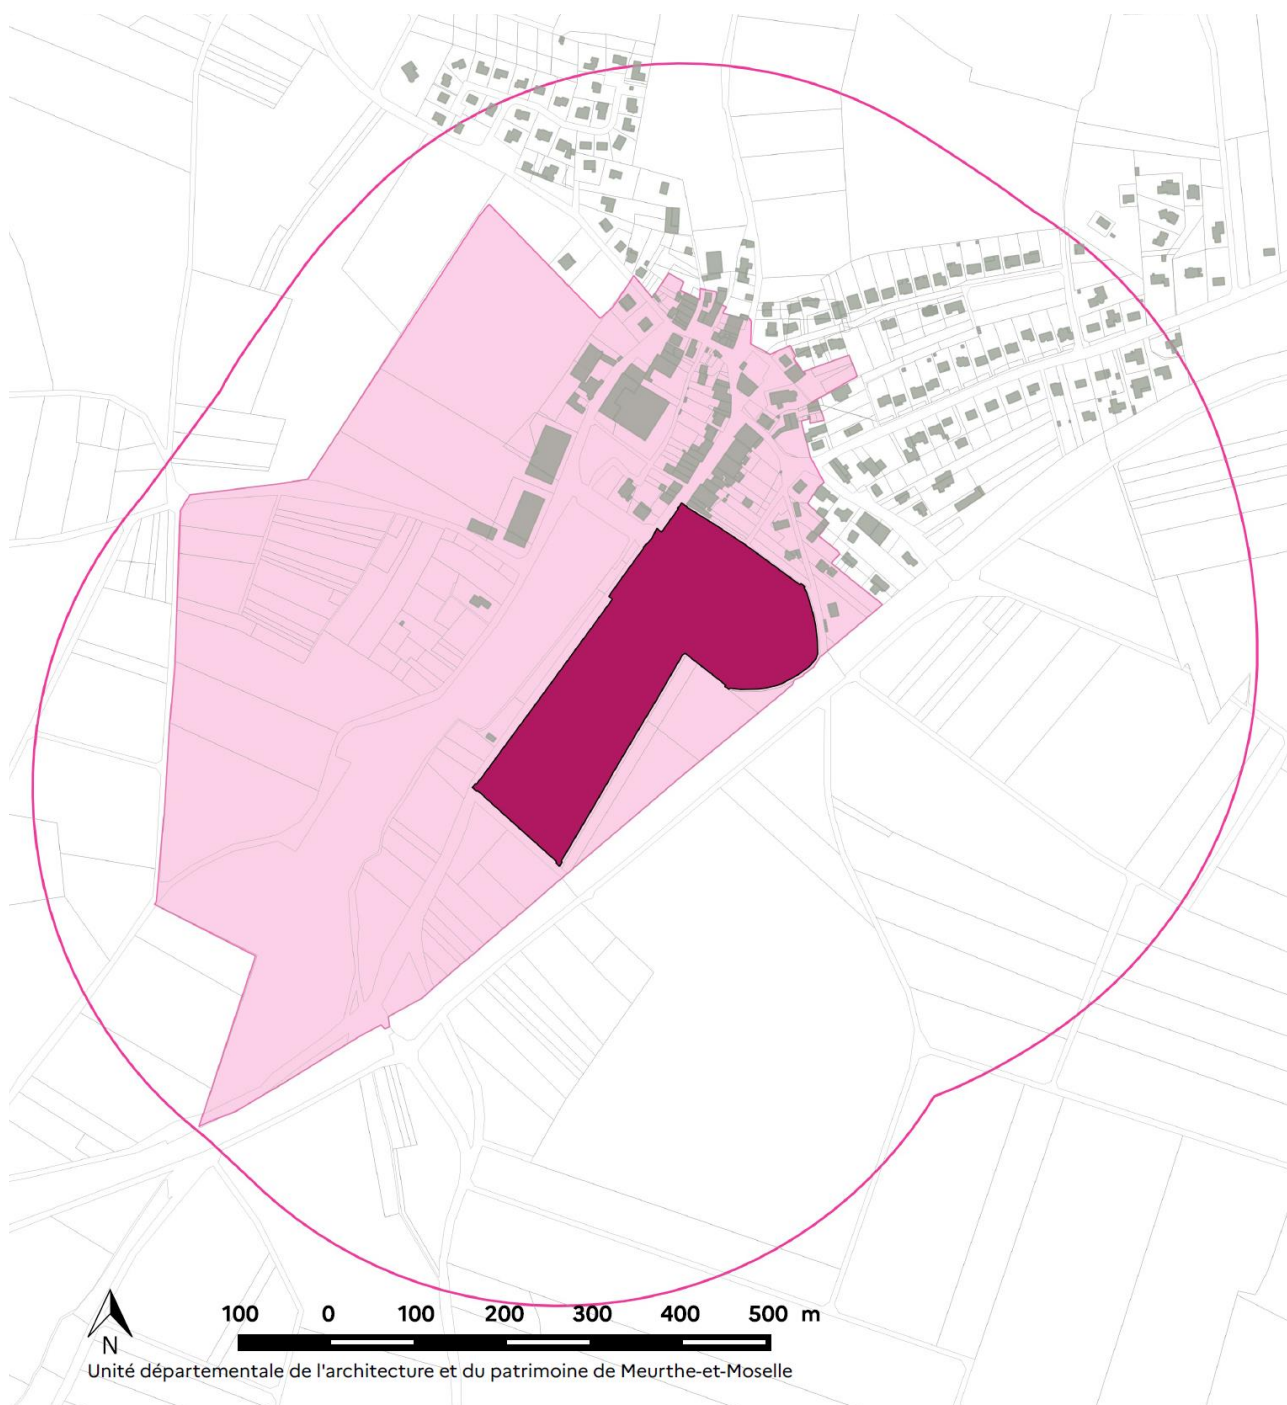 100 0 100 200 300 400 500 m
N
Unité départementale de l'architecture et du patrimoine de Meurthe-et-Moselle